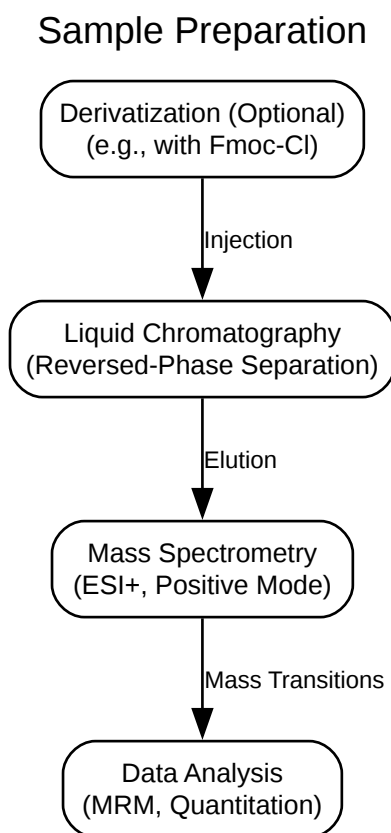 Sample Preparation
Derivatization (Optional)
(e.g., with Fmoc-Cl)
Injection
Liquid Chromatography
(Reversed-Phase Separation)
Elution
Mass Spectrometry
(ESI+, Positive Mode)
Mass Transitions
Data Analysis
(MRM, Quantitation)